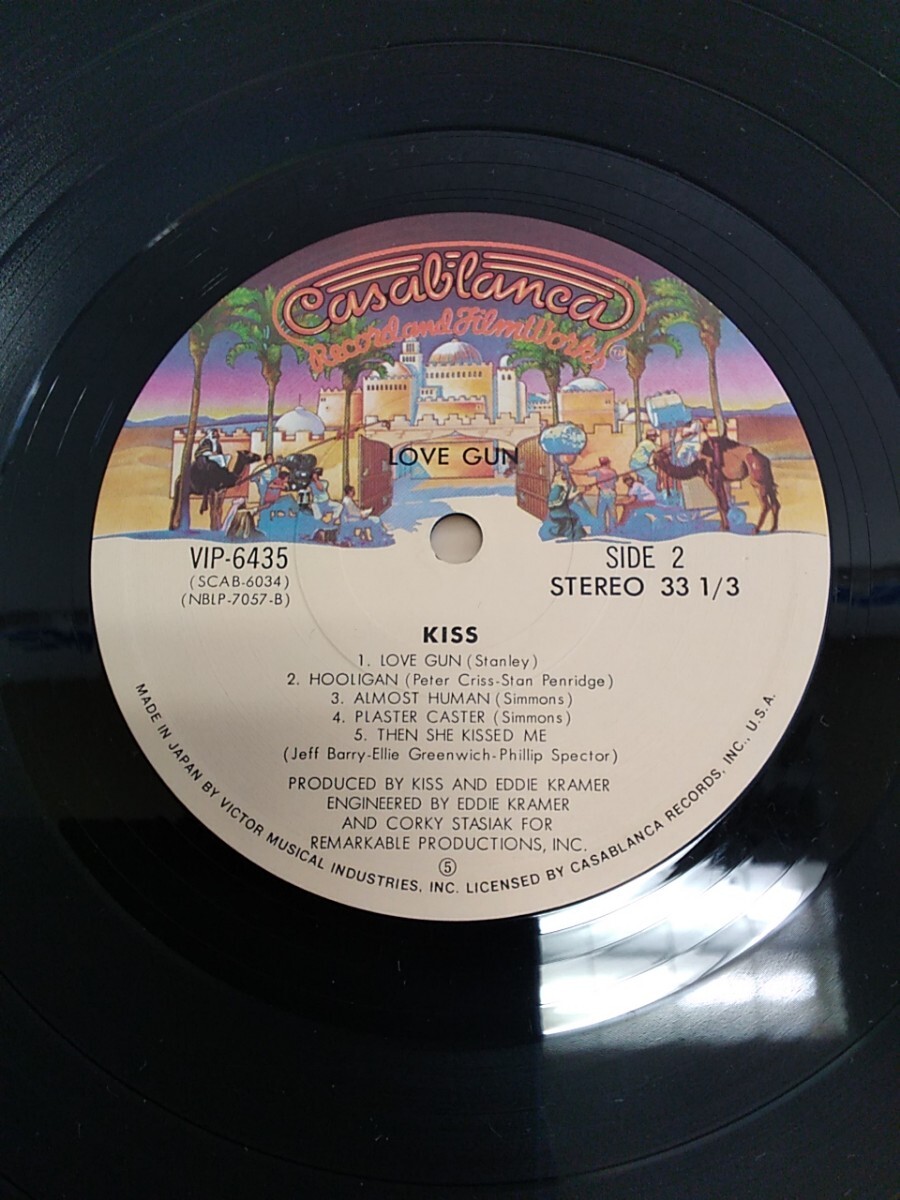 Casablanca
Record and FilmWorks
LOVE GUN
VIP-6435
(SCAB-6034)
(NBLP-7057-B)
SIDE 2
STEREO 33 1/3
KISS
1. LOVE GUN (Stanley)
2. HOOLIGAN (Peter Criss-Stan Penridge)
3. ALMOST HUMAN (Simmons)
4. PLASTER CASTER (Simmons)
5. THEN SHE KISSED ME
(Jeff Barry-Ellie Greenwich-Phillip Spector)
PRODUCED BY KISS AND EDDIE KRAMER
ENGINEERED BY EDDIE KRAMER
AND CORKY STASIAK FOR
REMARKABLE PRODUCTIONS, INC.
⑤
MADE IN JAPAN BY VICTOR MUSICAL INDUSTRIES, INC. LICENSED BY CASABLANCA RECORDS, INC., U.S.A.